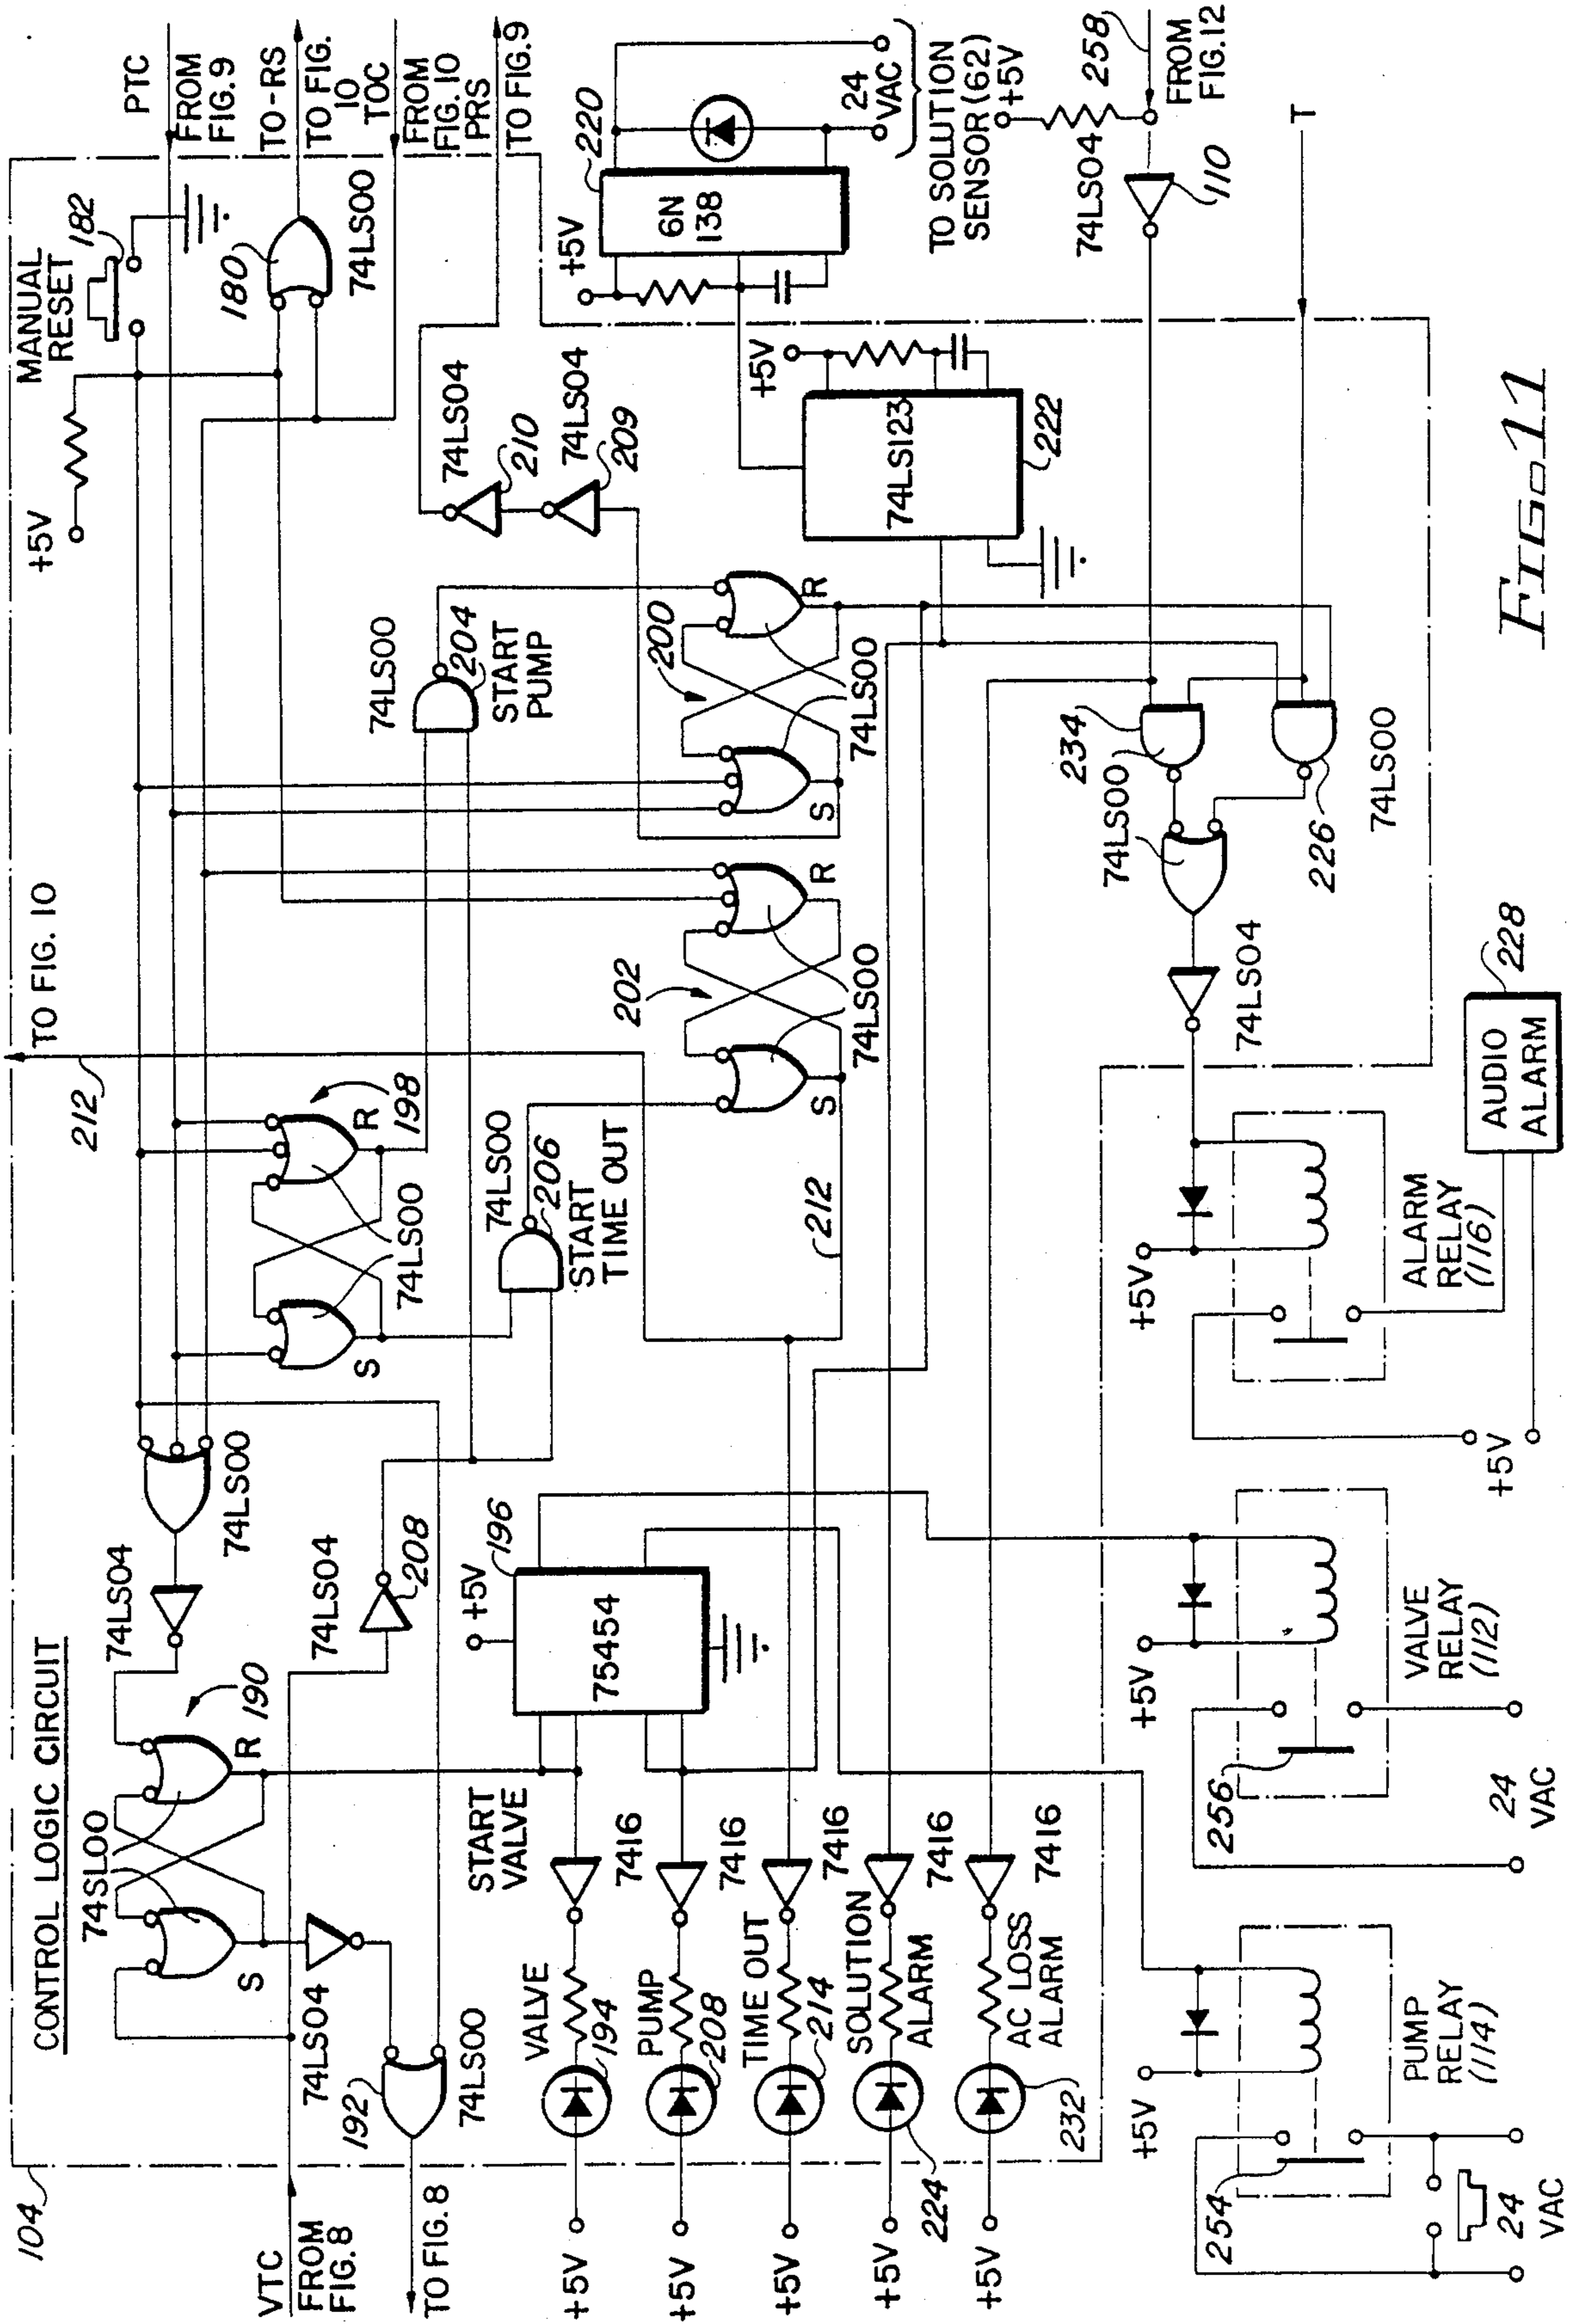 CONTROL LOGIC CIRCUIT
104
TO FIG. 10
212
MANUAL
RESET
182
+5V
PTC
FROM
FIG.9
180
TO-RS
TO FIG.
10
74LS00
TOC
FROM
FIG.10
PRS
TO FIG.9
VTC
FROM
FIG.8
TO FIG.8
74SL00
S
R
190
74LS04
74LS00
74LS04
192
74LS00
S
R
198
74LS00
74LS04
208
74LS00
204
START
PUMP
74LS00
206
START
TIME OUT
74LS04
210
74LS04
209
+5V
196
75454
START
VALVE
202
74LS00
S
R
200
74LS00
S
R
212
+5V
220
6N
138
24
VAC
TO SOLUTION
SENSOR (62)
+5V
74LS123
222
+5V
VALVE
194
7416
+5V
PUMP
208
7416
+5V
TIME OUT
214
7416
+5V
SOLUTION
ALARM
224
7416
+5V
AC LOSS
ALARM
232
7416
+5V
258
FROM
FIG.12
74LS04
110
T
234
74LS00
226
74LS00
74LS04
+5V
PUMP
RELAY
(114)
254
24
VAC
+5V
VALVE
RELAY
(112)
256
24
VAC
+5V
ALARM
RELAY
(116)
+5V
AUDIO
ALARM
228
FIG. 11